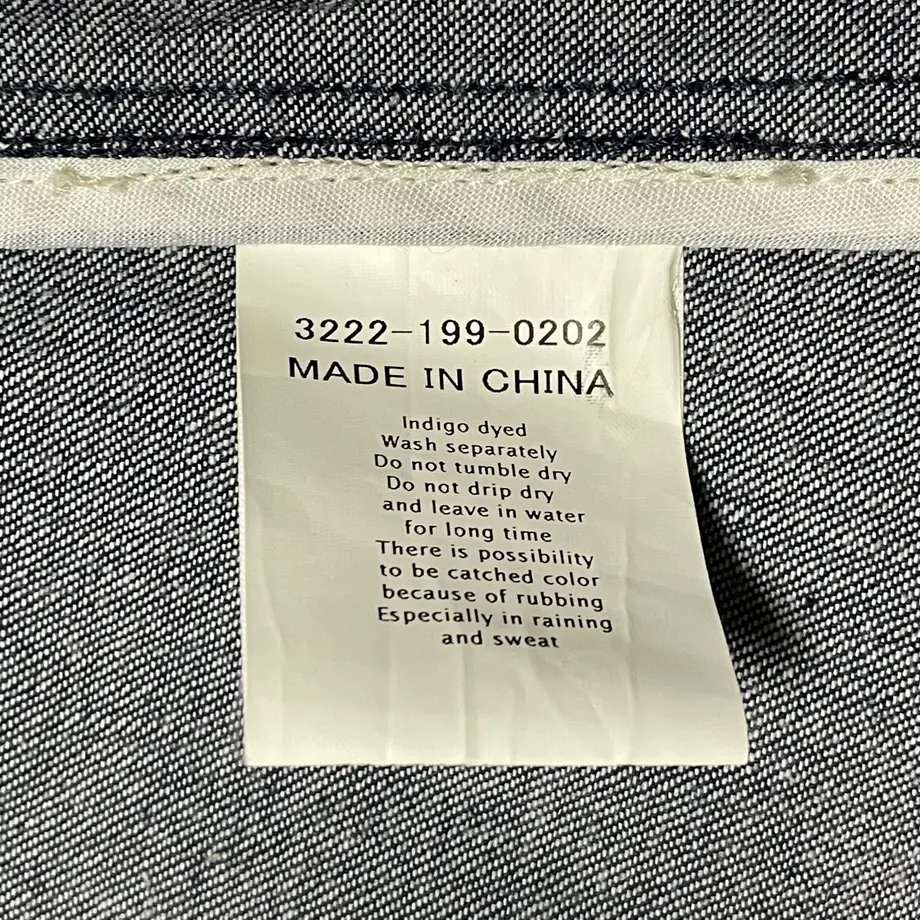 3222-199-0202
MADE IN CHINA
Indigo dyed
Wash separately
Do not tumble dry
Do not drip dry
and leave in water
for long time
There is possibility
to be catched color
because of rubbing
Especially in raining
and sweat